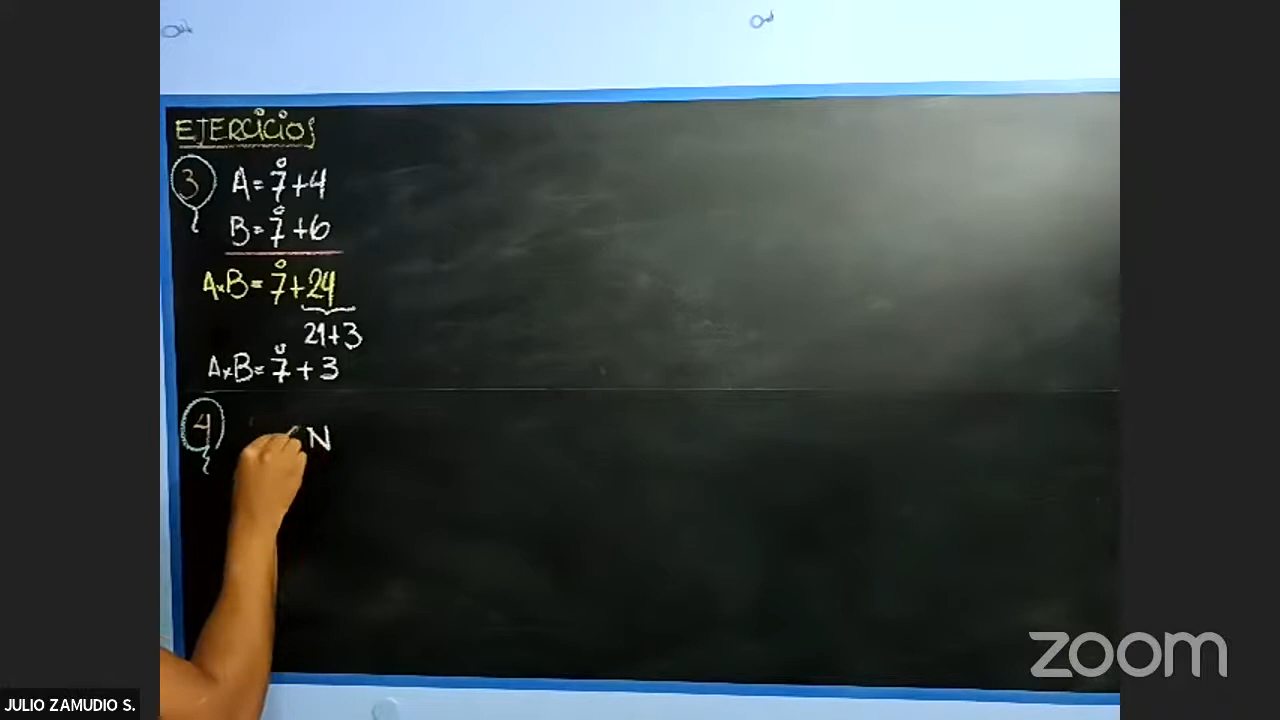 EJERCICIOS
3
A = 7̊ + 4
B = 7̊ + 6
A×B = 7̊ + 24
21+3
A×B = 7̊ + 3
4
N
zoom
JULIO ZAMUDIO S.